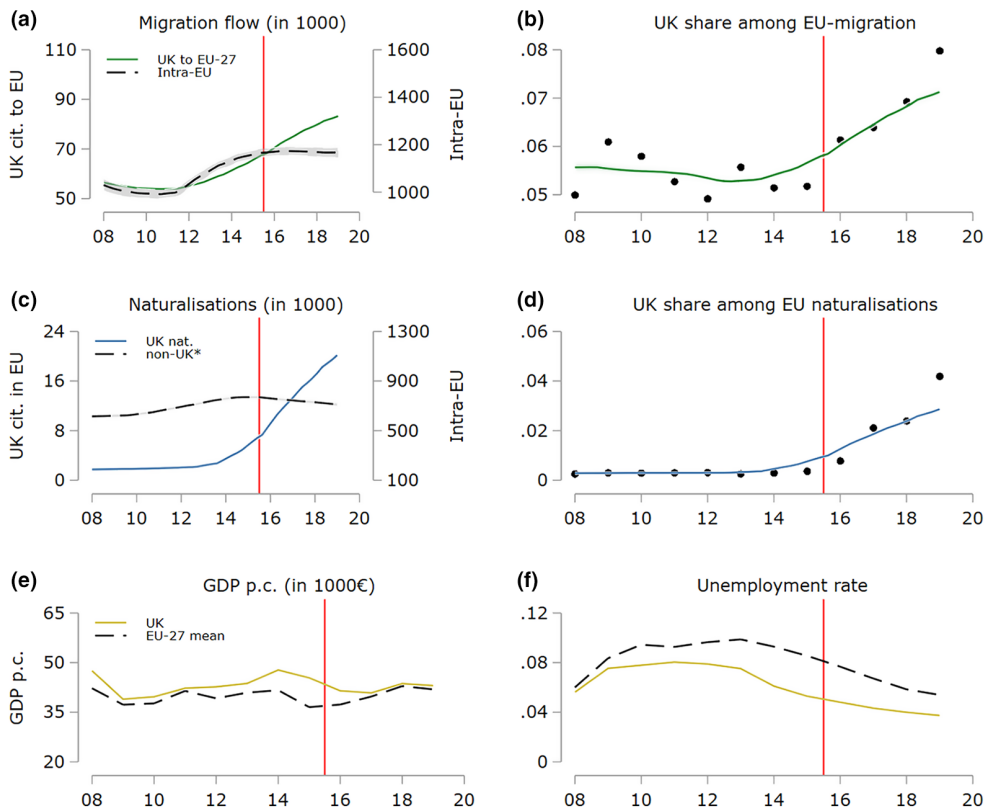 (a) Migration flow (in 1000)
UK cit. to EU
Intra-EU
UK to EU-27
Intra-EU
110
90
70
50
1600
1400
1200
1000
08 10 12 14 16 18 20
(b) UK share among EU-migration
.08
.07
.06
.05
08 10 12 14 16 18 20
(c) Naturalisations (in 1000)
UK cit. in EU
Intra-EU
UK nat.
non-UK*
24
16
8
0
1300
900
500
100
08 10 12 14 16 18 20
(d) UK share among EU naturalisations
.06
.04
.02
0
08 10 12 14 16 18 20
(e) GDP p.c. (in 1000€)
GDP p.c.
UK
EU-27 mean
65
50
35
20
08 10 12 14 16 18 20
(f) Unemployment rate
.12
.08
.04
0
08 10 12 14 16 18 20